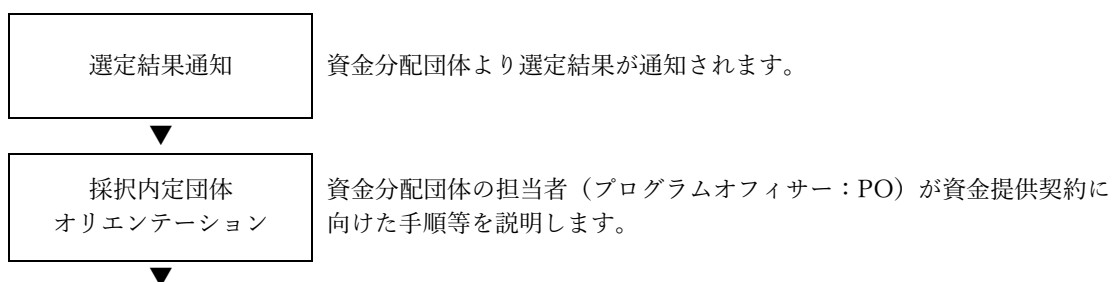 選定結果通知
資金分配団体より選定結果が通知されます。
▼
採択内定団体
オリエンテーション
資金分配団体の担当者（プログラムオフィサー：PO）が資金提供契約に
向けた手順等を説明します。
▼